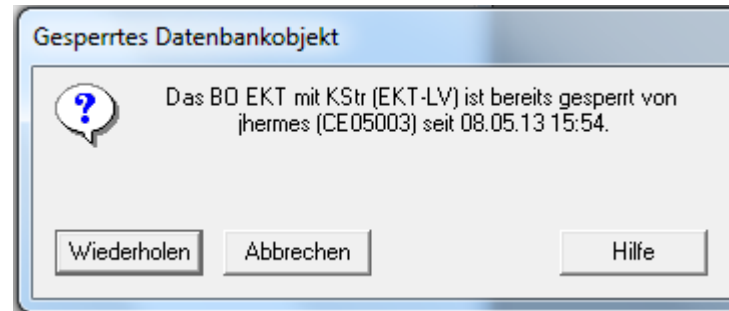 Gesperrtes Datenbankobjekt
?
Das BO EKT mit KStr (EKT-LV) ist bereits gesperrt von
jhermes (CE05003) seit 08.05.13 15:54.
Wiederholen Abbrechen Hilfe